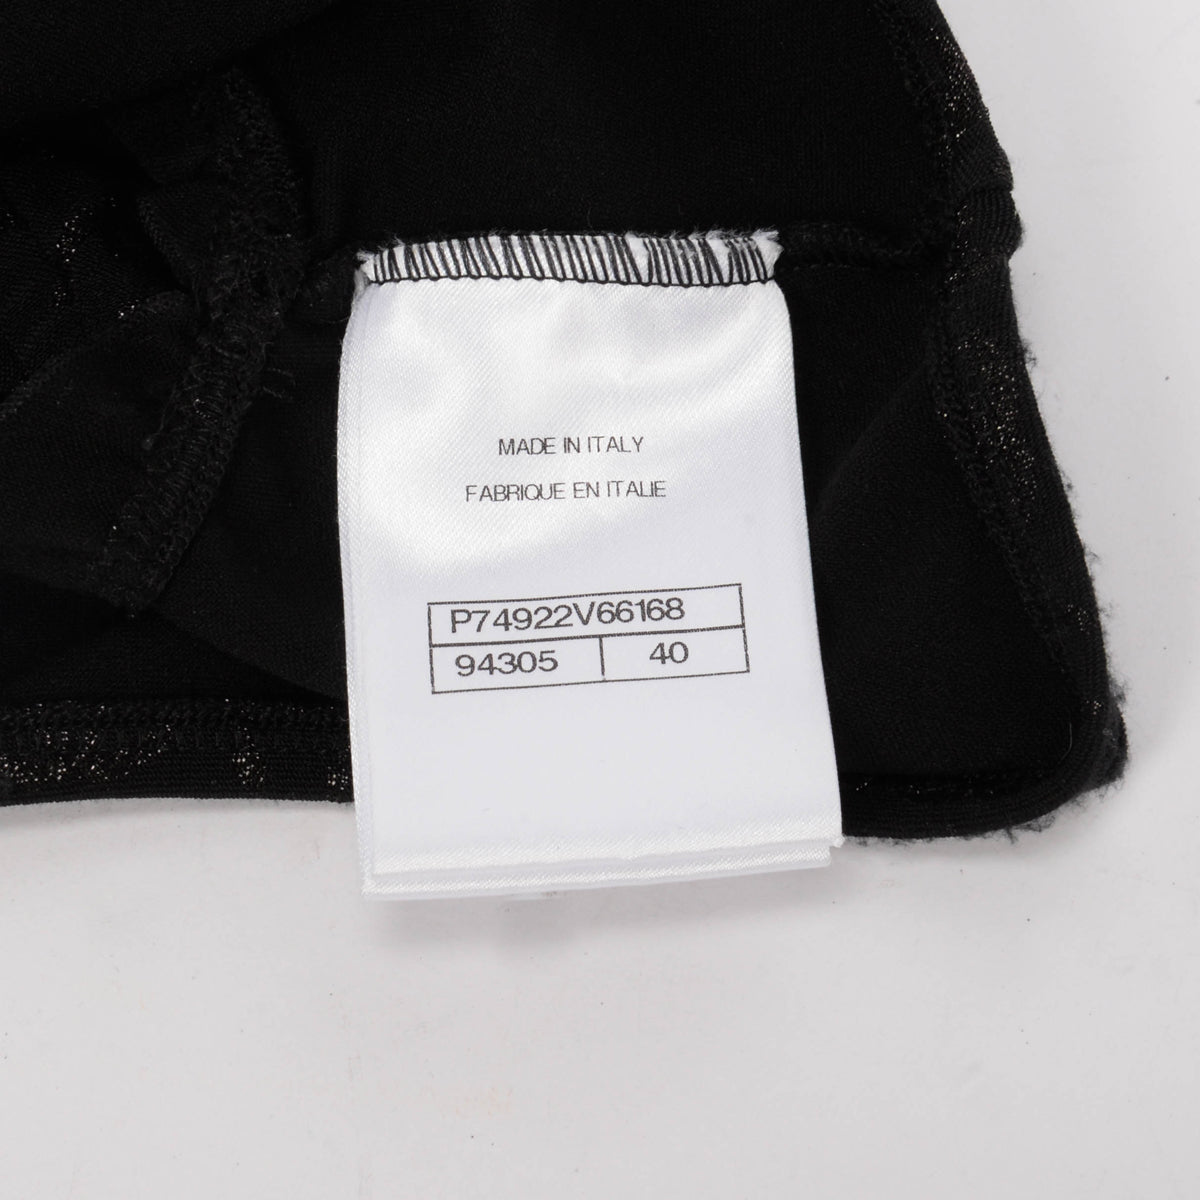 MADE IN ITALY
FABRIQUE EN ITALIE
P74922V66168
94305 40